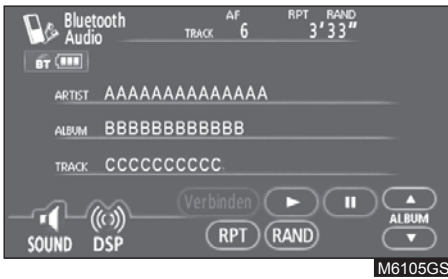 Bluetooth Audio AF RPT RAND
TRACK 6 3'33"
BT
ARTIST AAAAAAAAAAAAAA
ALBUM BBBBBBBBBBBB
TRACK CCCCCCCCCC
Verbinden
ALBUM
SOUND DSP RPT RAND
M6105GS